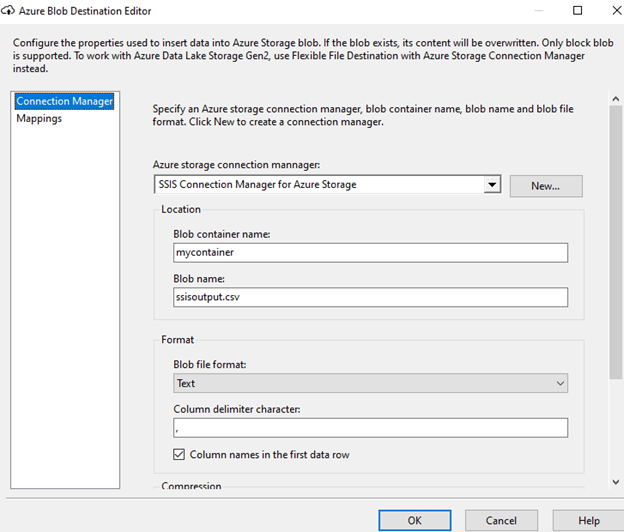 Azure Blob Destination Editor
Configure the properties used to insert data into Azure Storage blob. If the blob exists, its content will be overwritten. Only block blob
is supported. To work with Azure Data Lake Storage Gen2, use Flexible File Destination with Azure Storage Connection Manager
instead.
Connection Manager
Mappings
Specify an Azure storage connection manager, blob container name, blob name and blob file
format. Click New to create a connection manager.
Azure storage connection mannager:
SSIS Connection Manager for Azure Storage
New...
Location
Blob container name:
mycontainer
Blob name:
ssisoutput.csv
Format
Blob file format:
Text
Column delimiter character:
,
Column names in the first data row
Compression
OK
Cancel
Help